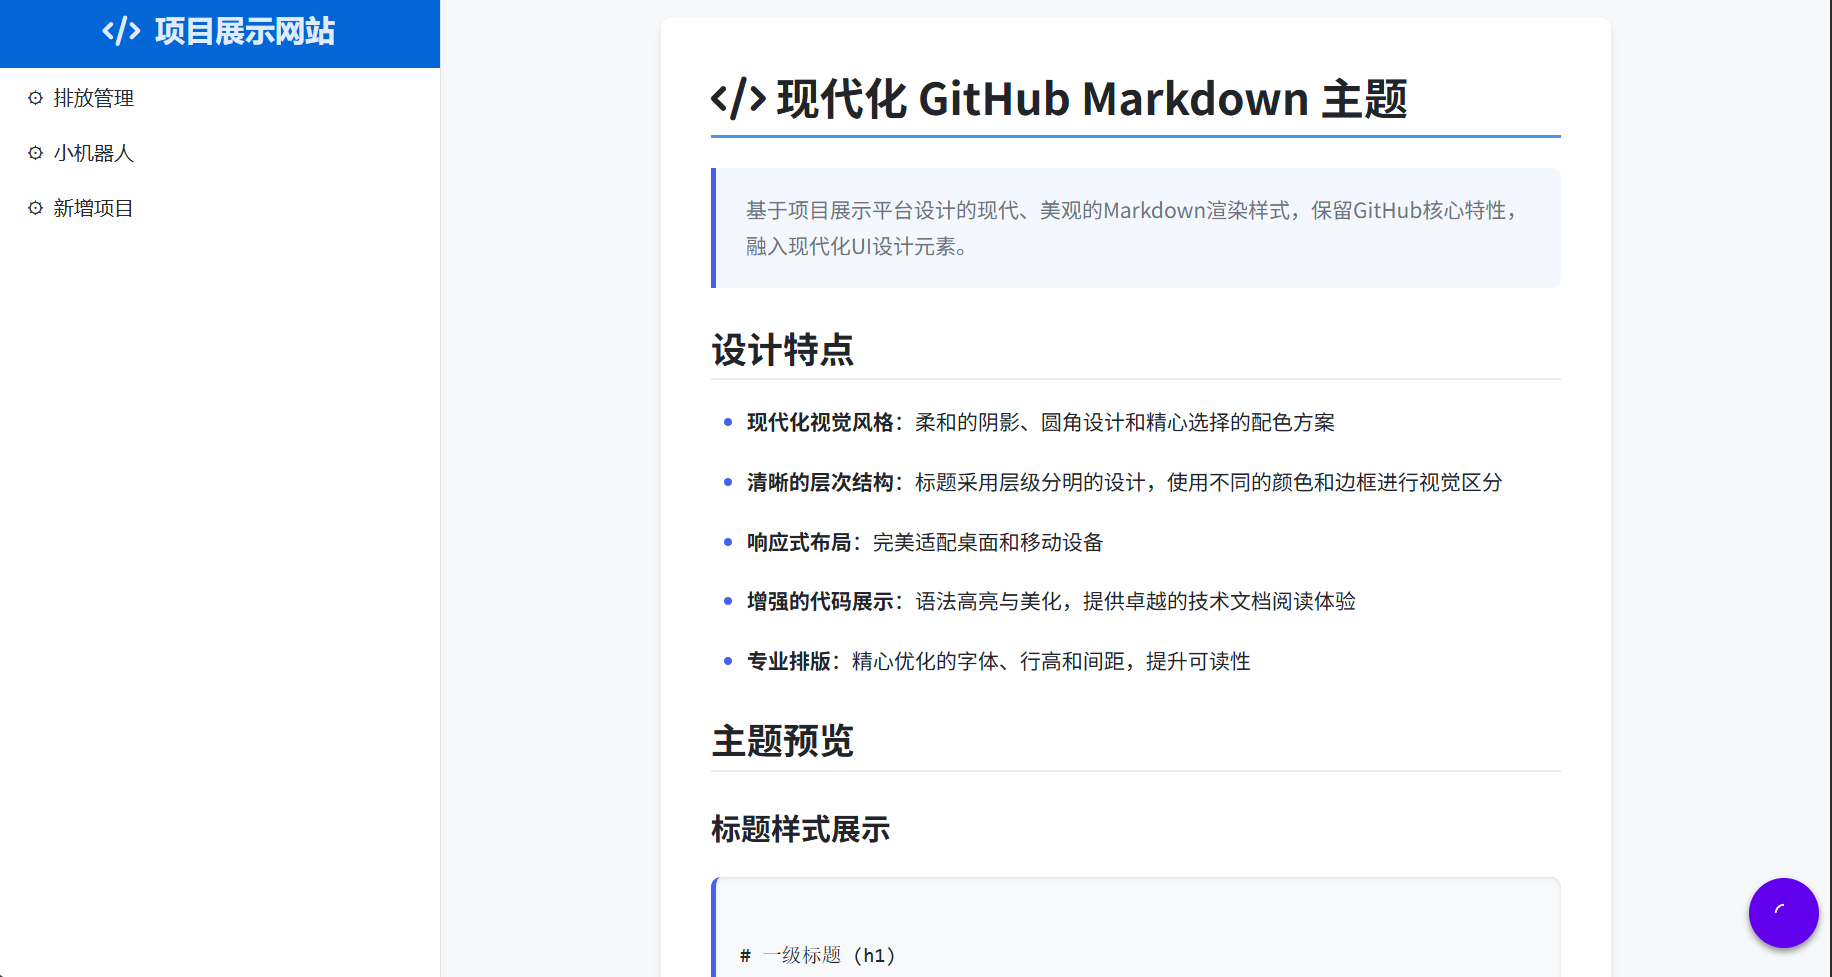 </> 项目展示网站
排放管理
小机器人
新增项目
</> 现代化 GitHub Markdown 主题
基于项目展示平台设计的现代、美观的Markdown渲染样式，保留GitHub核心特性，
融入现代化UI设计元素。
设计特点
现代化视觉风格：柔和的阴影、圆角设计和精心选择的配色方案
清晰的层次结构：标题采用层级分明的设计，使用不同的颜色和边框进行视觉区分
响应式布局：完美适配桌面和移动设备
增强的代码展示：语法高亮与美化，提供卓越的技术文档阅读体验
专业排版：精心优化的字体、行高和间距，提升可读性
主题预览
标题样式展示
# 一级标题 (h1)